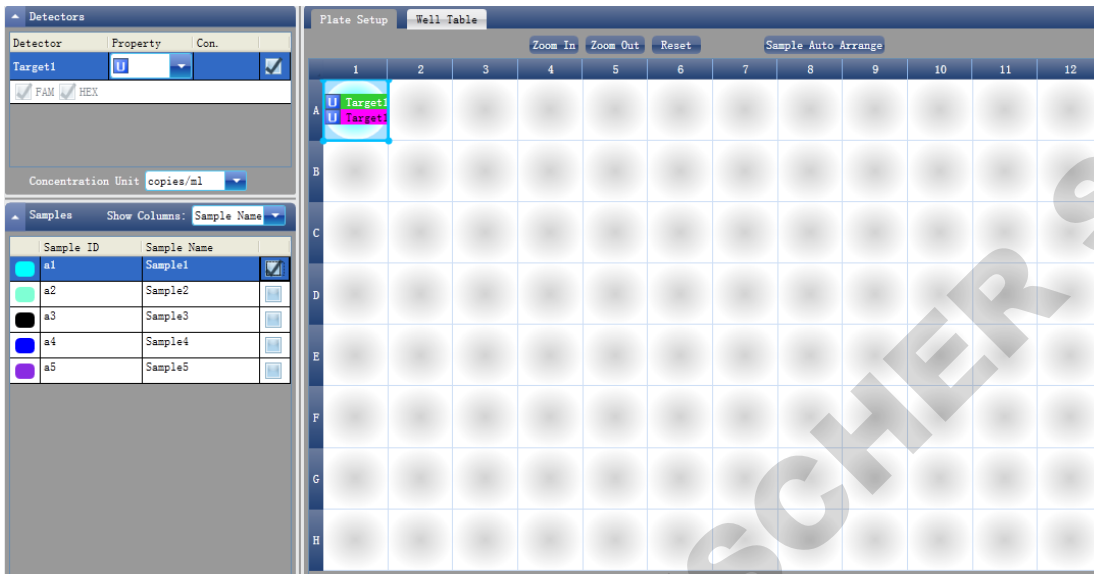 Detectors
Detector Property Con.
Target1 U
FAM HEX
Concentration Unit copies/ml
Samples Show Columns: Sample Name
Sample ID Sample Name
a1 Sample1
a2 Sample2
a3 Sample3
a4 Sample4
a5 Sample5
Plate Setup Well Table
Zoom In Zoom Out Reset Sample Auto Arrange
1 2 3 4 5 6 7 8 9 10 11 12
A
U Target1
U Target1
B
C
D
E
F
G
H
SCHER S